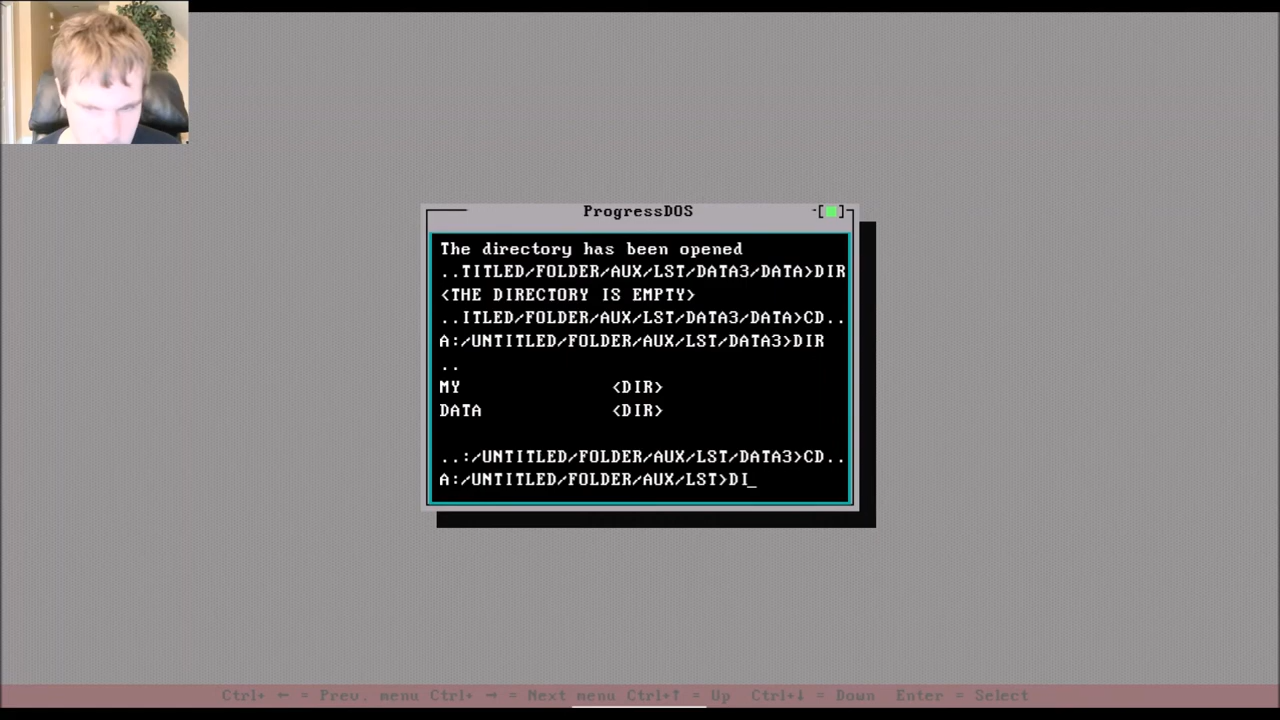 ProgressDOS
[■]
The directory has been opened
..TITLED/FOLDER/AUX/LST/DATA3/DATA>DIR
<THE DIRECTORY IS EMPTY>
..ITLED/FOLDER/AUX/LST/DATA3/DATA>CD..
A:/UNTITLED/FOLDER/AUX/LST/DATA3>DIR
..
MY <DIR>
DATA <DIR>
..:/UNTITLED/FOLDER/AUX/LST/DATA3>CD..
A:/UNTITLED/FOLDER/AUX/LST>DI_
Ctrl+ ← = Prev. menu Ctrl+ → = Next menu Ctrl+↑ = Up Ctrl+↓ = Down Enter = Select